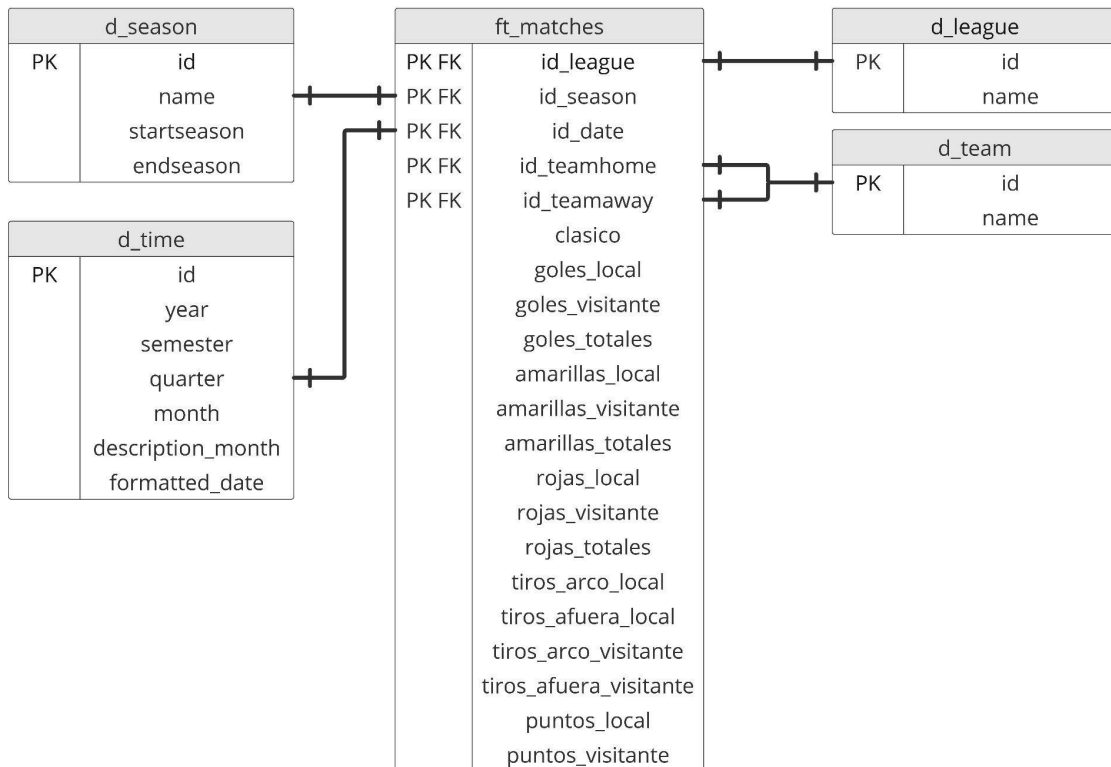 d_season
PK id
name
startseason
endseason
d_time
PK id
year
semester
quarter
month
description_month
formatted_date
ft_matches
PK FK id_league
PK FK id_season
PK FK id_date
PK FK id_teamhome
PK FK id_teamaway
clasico
goles_local
goles_visitante
goles_totales
amarillas_local
amarillas_visitante
amarillas_totales
rojas_local
rojas_visitante
rojas_totales
tiros_arco_local
tiros_afuera_local
tiros_arco_visitante
tiros_afuera_visitante
puntos_local
puntos_visitante
d_league
PK id
name
d_team
PK id
name